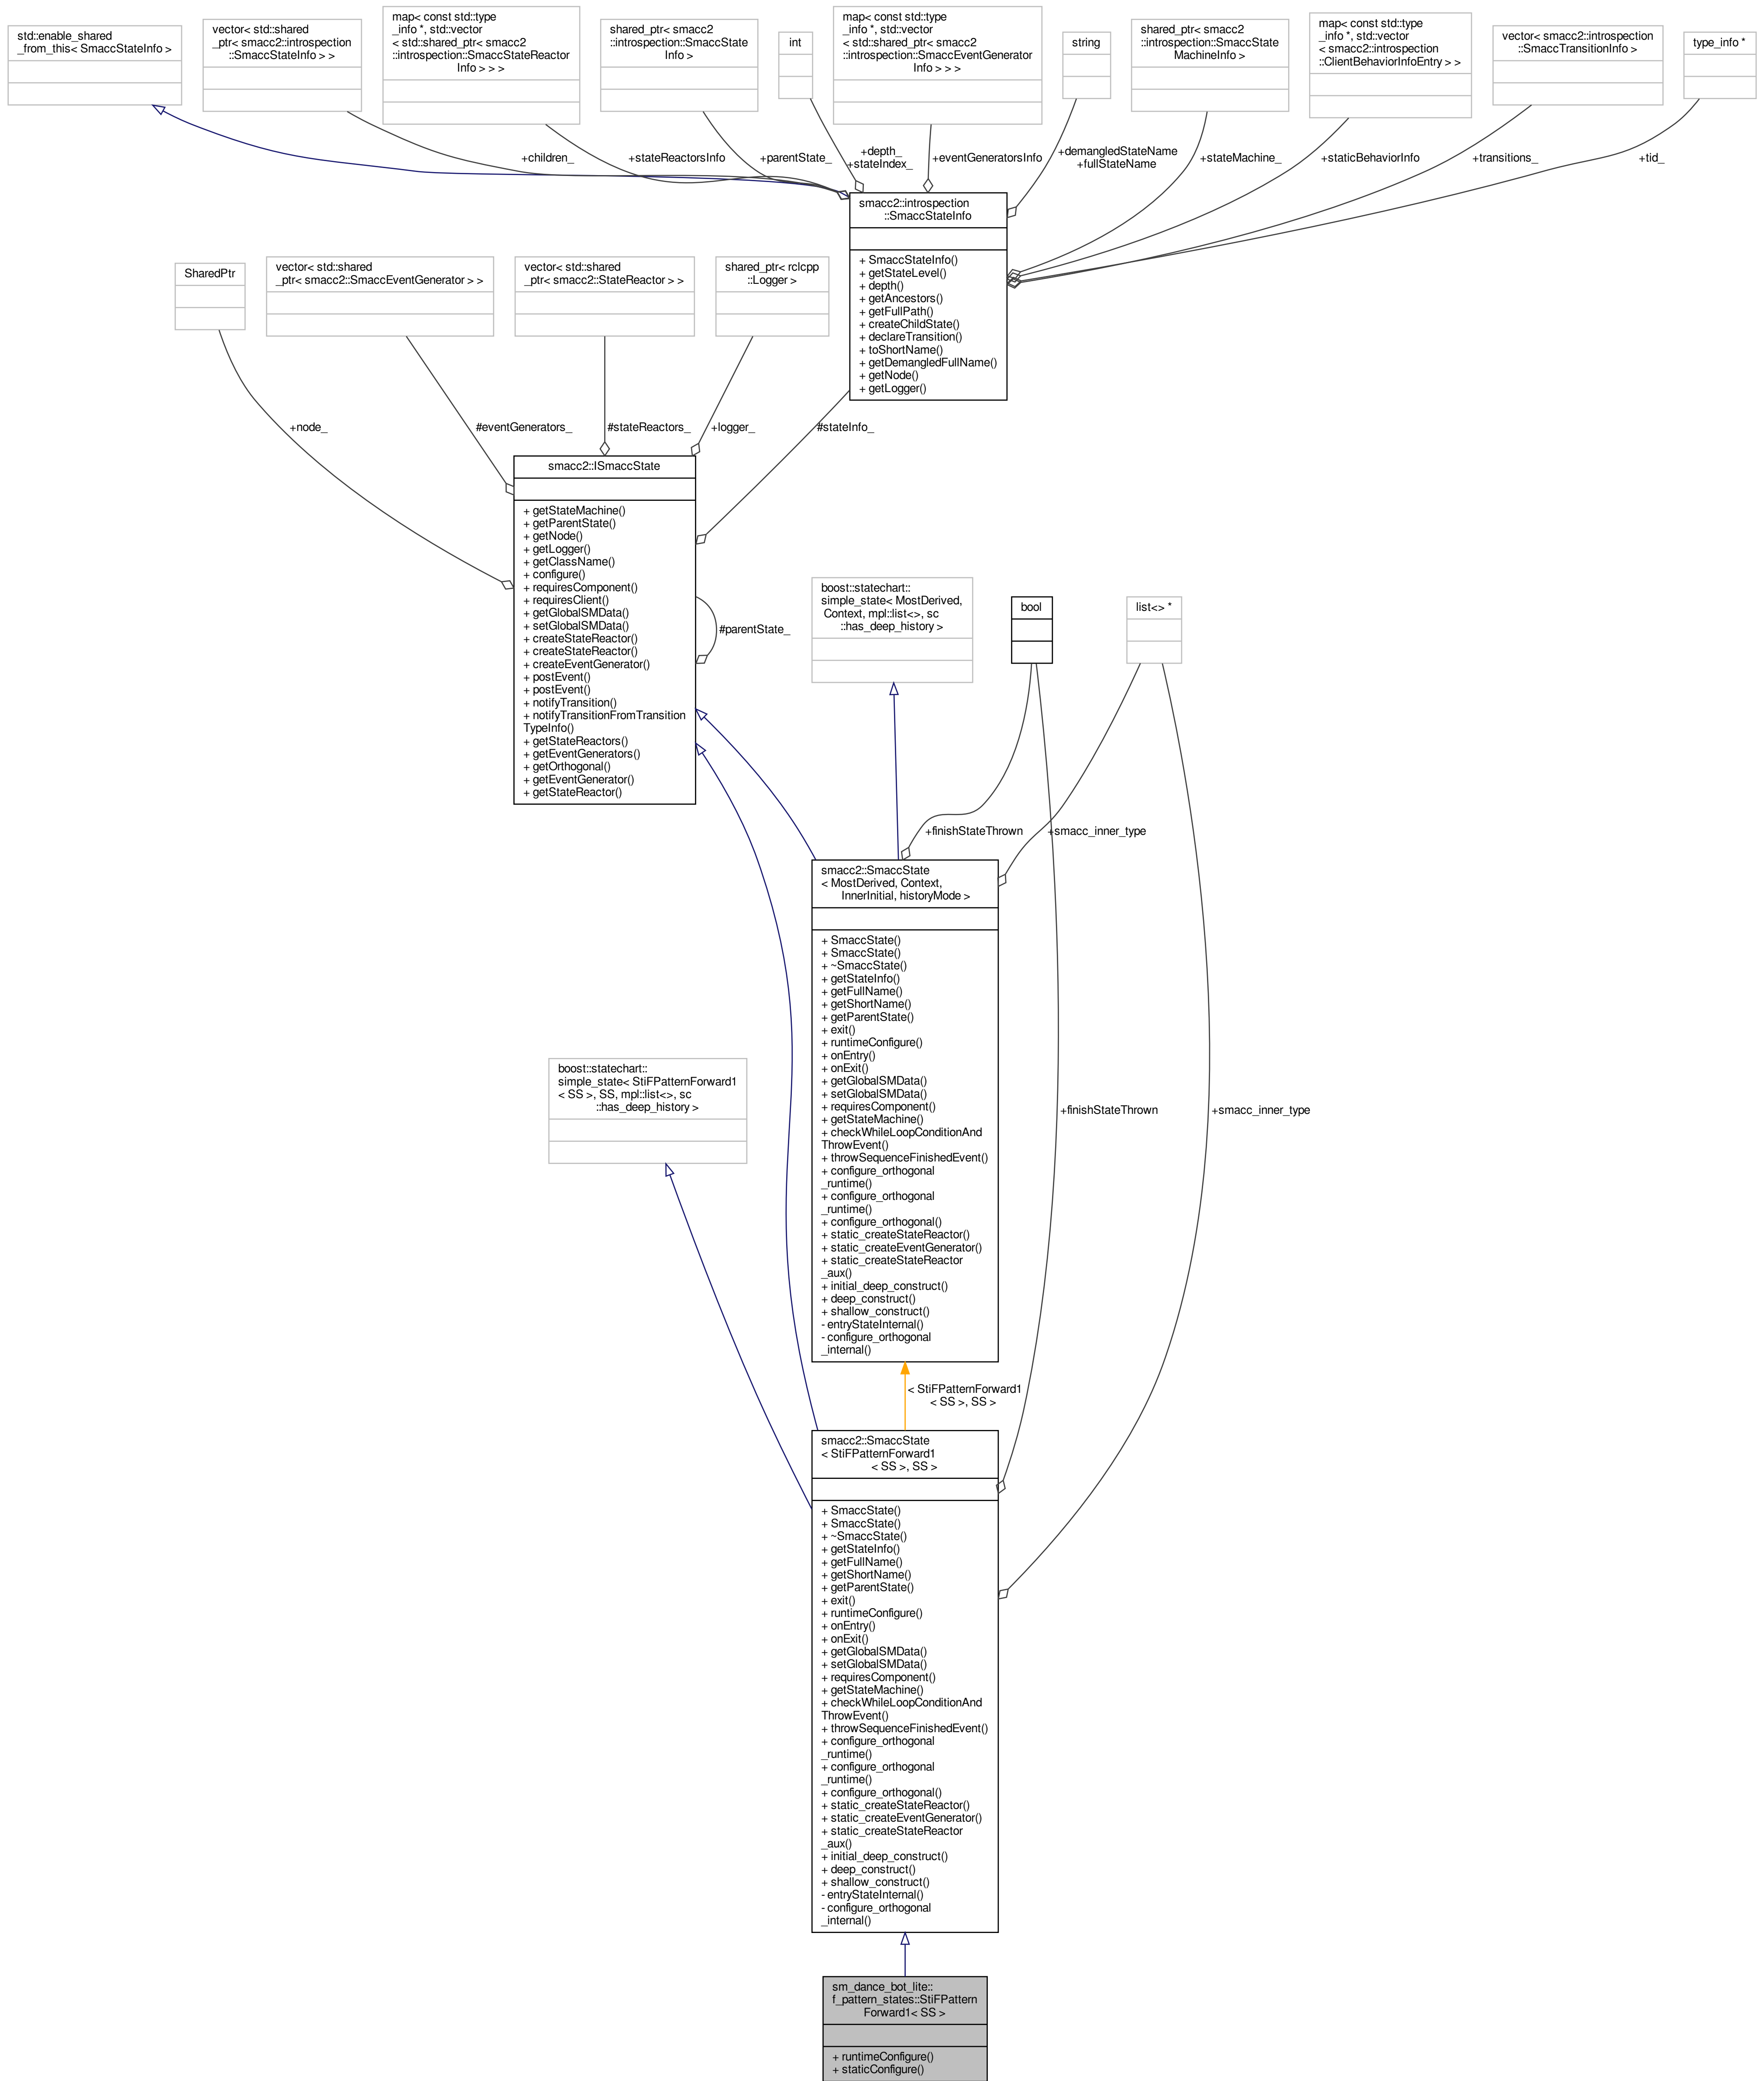 std::enable_shared
_from_this< SmaccStateInfo >
vector< std::shared
_ptr< smacc2::introspection
::SmaccStateInfo > >
map< const std::type
_info *, std::vector
< std::shared_ptr< smacc2
::introspection::SmaccStateReactor
Info > > >
shared_ptr< smacc2
::introspection::SmaccState
Info >
int
map< const std::type
_info *, std::vector
< std::shared_ptr< smacc2
::introspection::SmaccEventGenerator
Info > > >
string
shared_ptr< smacc2
::introspection::SmaccState
MachineInfo >
map< const std::type
_info *, std::vector
< smacc2::introspection
::ClientBehaviorInfoEntry > >
vector< smacc2::introspection
::SmaccTransitionInfo >
type_info *
+children_
+stateReactorsInfo
+parentState_
+depth_
+stateIndex_
+eventGeneratorsInfo
+demangledStateName
+fullStateName
+stateMachine_
+staticBehaviorInfo
+transitions_
+tid_
smacc2::introspection
::SmaccStateInfo
+ SmaccStateInfo()
+ getStateLevel()
+ depth()
+ getAncestors()
+ getFullPath()
+ createChildState()
+ declareTransition()
+ toShortName()
+ getDemangledFullName()
+ getNode()
+ getLogger()
SharedPtr
vector< std::shared
_ptr< smacc2::SmaccEventGenerator > >
vector< std::shared
_ptr< smacc2::StateReactor > >
shared_ptr< rclcpp
::Logger >
+node_
#eventGenerators_
#stateReactors_
+logger_
#stateInfo_
smacc2::ISmaccState
+ getStateMachine()
+ getParentState()
+ getNode()
+ getLogger()
+ getClassName()
+ configure()
+ requiresComponent()
+ requiresClient()
+ getGlobalSMData()
+ setGlobalSMData()
+ createStateReactor()
+ createStateReactor()
+ createEventGenerator()
+ postEvent()
+ postEvent()
+ notifyTransition()
+ notifyTransitionFromTransition
TypeInfo()
+ getStateReactors()
+ getEventGenerators()
+ getOrthogonal()
+ getEventGenerator()
+ getStateReactor()
#parentState_
boost::statechart::
simple_state< MostDerived,
Context, mpl::list<>, sc
::has_deep_history >
bool
list<> *
+finishStateThrown
+smacc_inner_type
smacc2::SmaccState
< MostDerived, Context,
InnerInitial, historyMode >
+ SmaccState()
+ SmaccState()
+ ~SmaccState()
+ getStateInfo()
+ getFullName()
+ getShortName()
+ getParentState()
+ exit()
+ runtimeConfigure()
+ onEntry()
+ onExit()
+ getGlobalSMData()
+ setGlobalSMData()
+ requiresComponent()
+ getStateMachine()
+ checkWhileLoopConditionAnd
ThrowEvent()
+ throwSequenceFinishedEvent()
+ configure_orthogonal
_runtime()
+ configure_orthogonal
_runtime()
+ configure_orthogonal()
+ static_createStateReactor()
+ static_createEventGenerator()
+ static_createStateReactor
_aux()
+ initial_deep_construct()
+ deep_construct()
+ shallow_construct()
- entryStateInternal()
- configure_orthogonal
_internal()
boost::statechart::
simple_state< StiFPatternForward1
< SS >, SS, mpl::list<>, sc
::has_deep_history >
+finishStateThrown
+smacc_inner_type
< StiFPatternForward1
< SS >, SS >
smacc2::SmaccState
< StiFPatternForward1
< SS >, SS >
+ SmaccState()
+ SmaccState()
+ ~SmaccState()
+ getStateInfo()
+ getFullName()
+ getShortName()
+ getParentState()
+ exit()
+ runtimeConfigure()
+ onEntry()
+ onExit()
+ getGlobalSMData()
+ setGlobalSMData()
+ requiresComponent()
+ getStateMachine()
+ checkWhileLoopConditionAnd
ThrowEvent()
+ throwSequenceFinishedEvent()
+ configure_orthogonal
_runtime()
+ configure_orthogonal
_runtime()
+ configure_orthogonal()
+ static_createStateReactor()
+ static_createEventGenerator()
+ static_createStateReactor
_aux()
+ initial_deep_construct()
+ deep_construct()
+ shallow_construct()
- entryStateInternal()
- configure_orthogonal
_internal()
sm_dance_bot_lite::
f_pattern_states::StiFPattern
Forward1< SS >
+ runtimeConfigure()
+ staticConfigure()